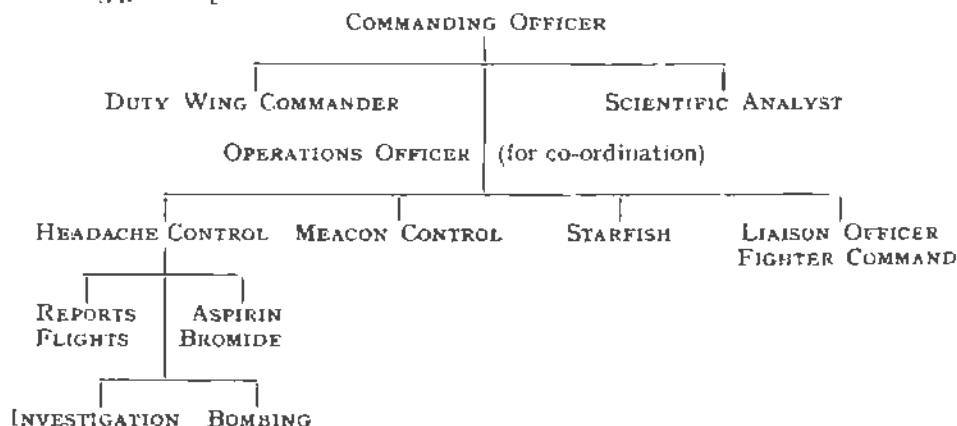 COMMANDING OFFICER
DUTY WING COMMANDER SCIENTIFIC ANALYST
OPERATIONS OFFICER (for co-ordination)
HEADACHE CONTROL MEACON CONTROL STARFISH LIAISON OFFICER
FIGHTER COMMAND
REPORTS ASPIRIN
FLIGHTS BROMIDE
INVESTIGATION BOMBING